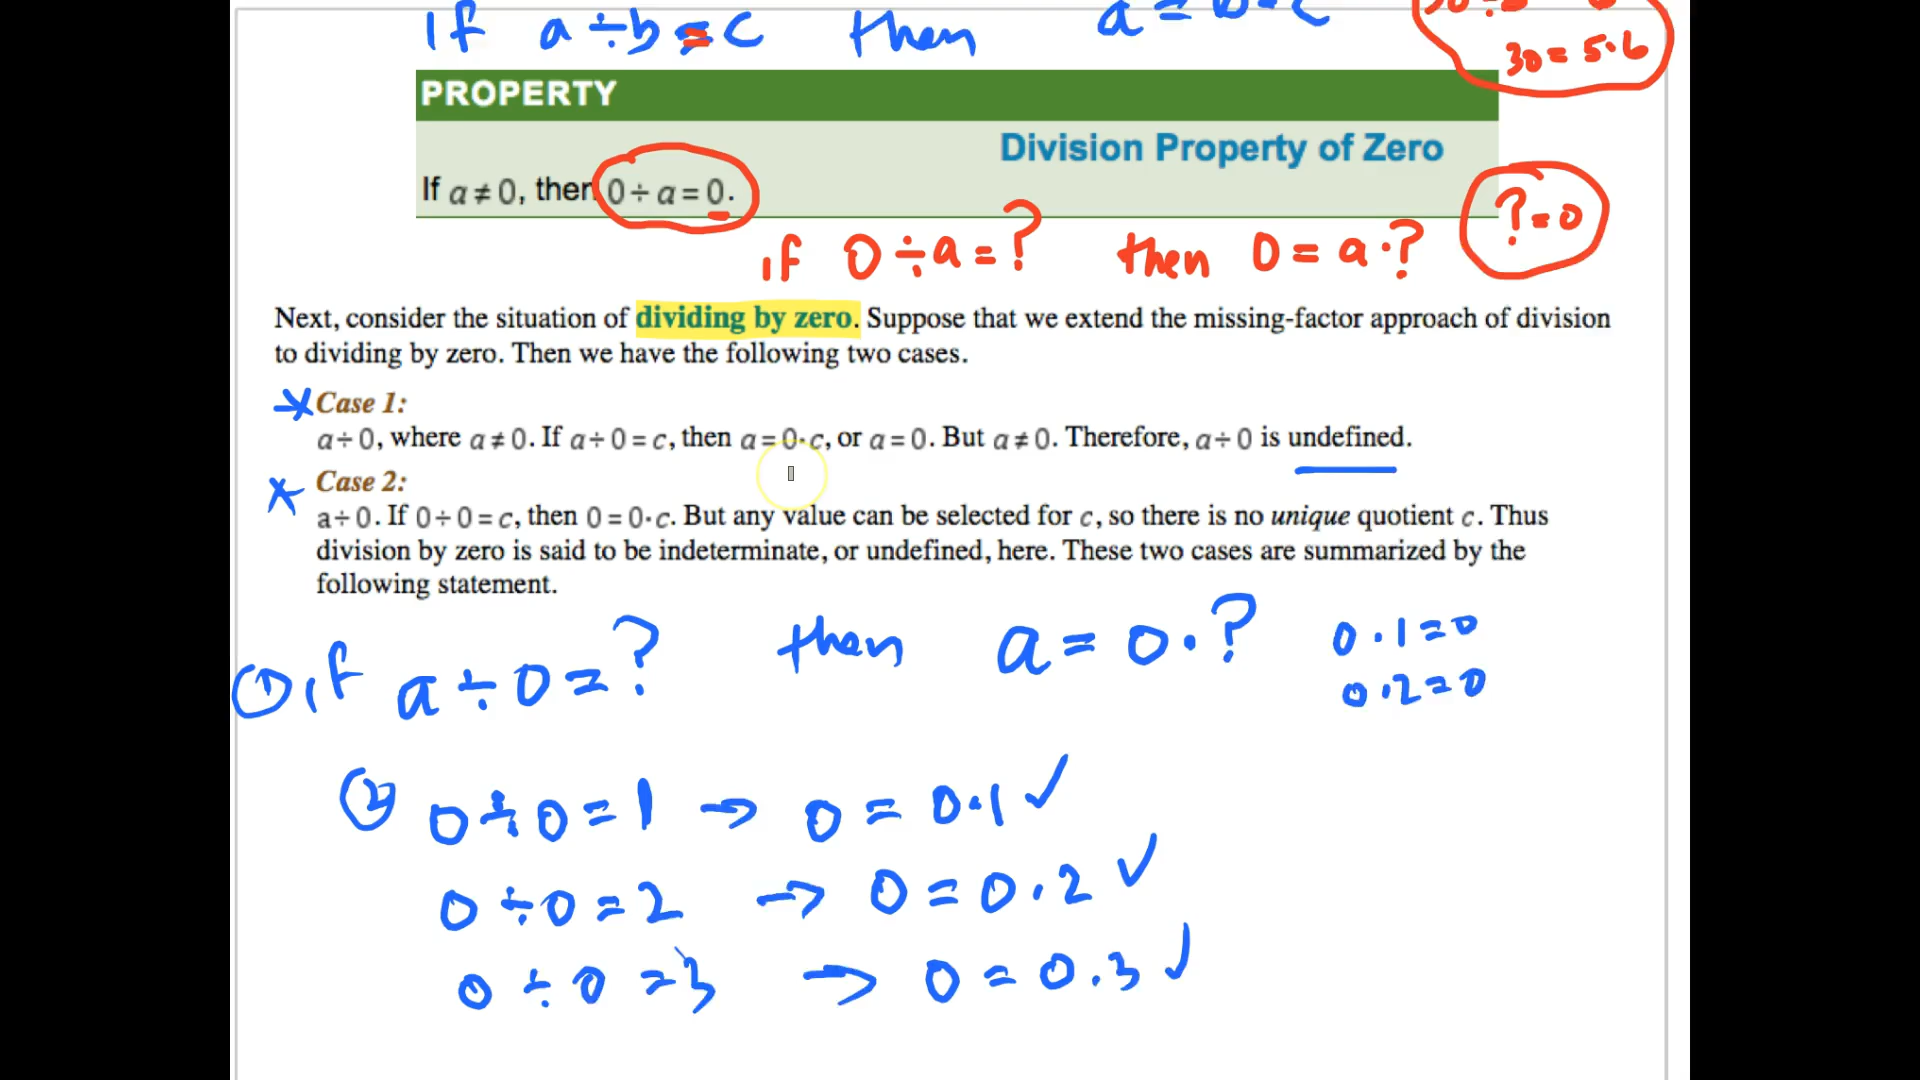 If a ÷ b = c then a = b · c
30 = 5 · 6
PROPERTY
Division Property of Zero
If a ≠ 0, then 0 ÷ a = 0.
? = 0
if 0 ÷ a = ? then 0 = a · ?
Next, consider the situation of dividing by zero. Suppose that we extend the missing-factor approach of division
to dividing by zero. Then we have the following two cases.
Case 1:
a ÷ 0, where a ≠ 0. If a ÷ 0 = c, then a = 0 · c, or a = 0. But a ≠ 0. Therefore, a ÷ 0 is undefined.
Case 2:
a ÷ 0. If 0 ÷ 0 = c, then 0 = 0 · c. But any value can be selected for c, so there is no unique quotient c. Thus
division by zero is said to be indeterminate, or undefined, here. These two cases are summarized by the
following statement.
① if a ÷ 0 = ? then a = 0 · ?
0 · 1 = 0
0 · 2 = 0
② 0 ÷ 0 = 1 → 0 = 0 · 1 ✓
0 ÷ 0 = 2 → 0 = 0 · 2 ✓
0 ÷ 0 = 3 → 0 = 0 · 3 ✓